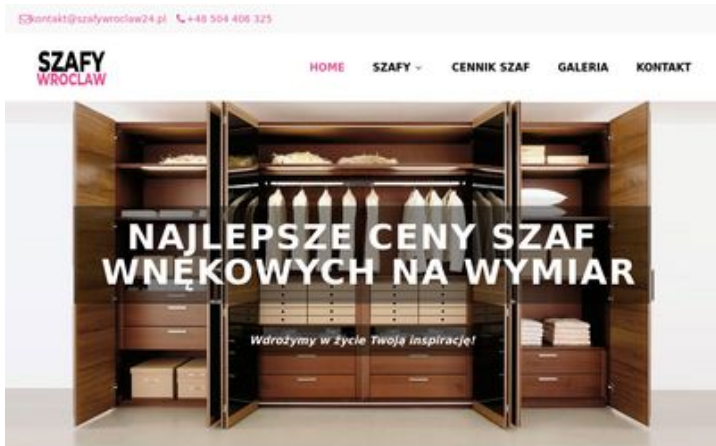 kontakt@szafywroclaw24.pl +48 504 406 325
SZAFY
WROCLAW
HOME SZAFY CENNIK SZAF GALERIA KONTAKT
NAJLEPSZE CENY SZAF
WNĘKOWYCH NA WYMIAR
Wdrożymy w życie Twoją inspirację!